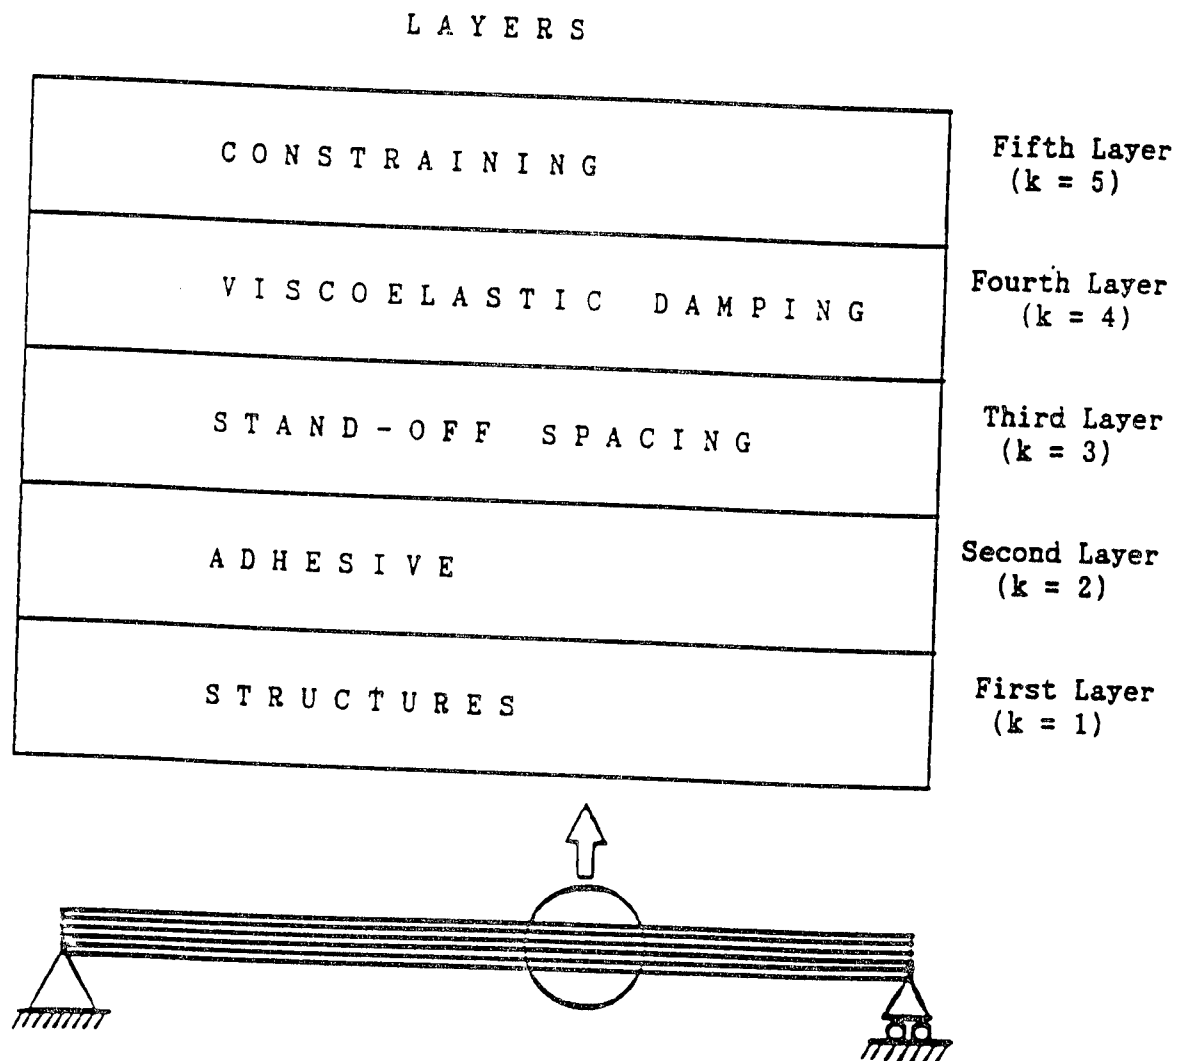 LAYERS
CONSTRAINING
Fifth Layer
(k = 5)
VISCOELASTIC DAMPING
Fourth Layer
(k = 4)
STAND-OFF SPACING
Third Layer
(k = 3)
ADHESIVE
Second Layer
(k = 2)
STRUCTURES
First Layer
(k = 1)